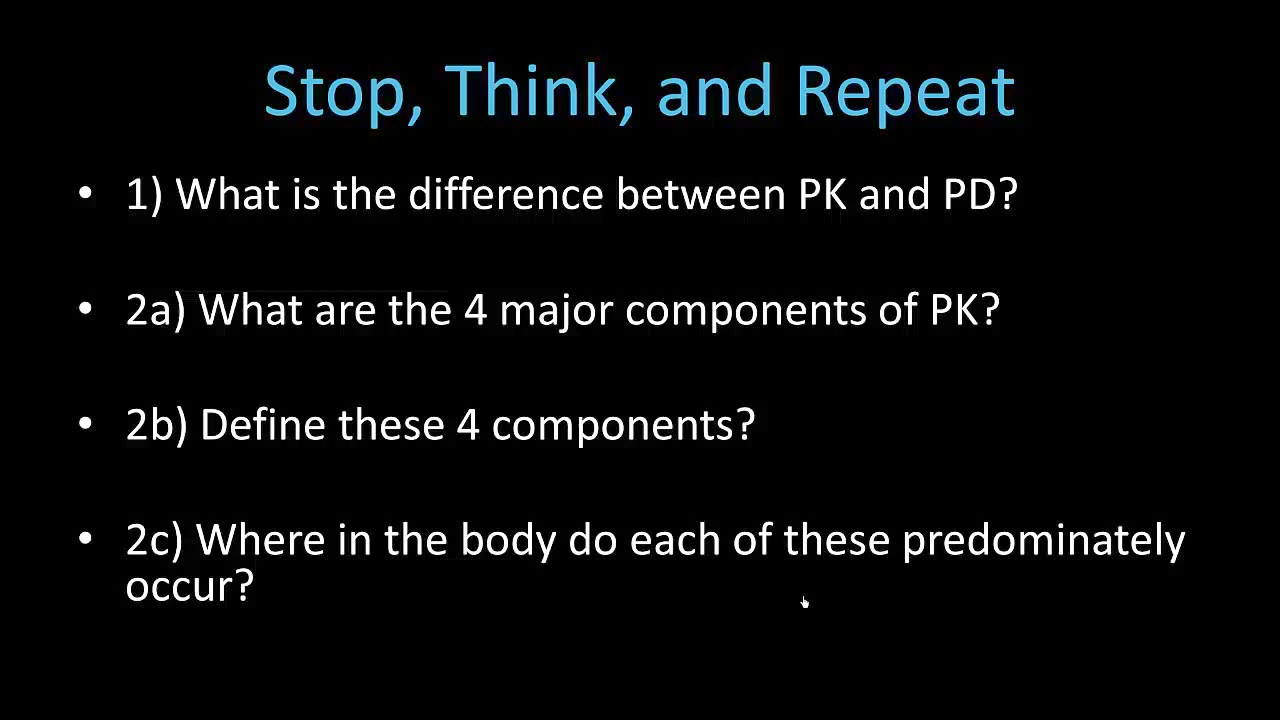 Stop, Think, and Repeat
• 1) What is the difference between PK and PD?
• 2a) What are the 4 major components of PK?
• 2b) Define these 4 components?
• 2c) Where in the body do each of these predominately
occur?